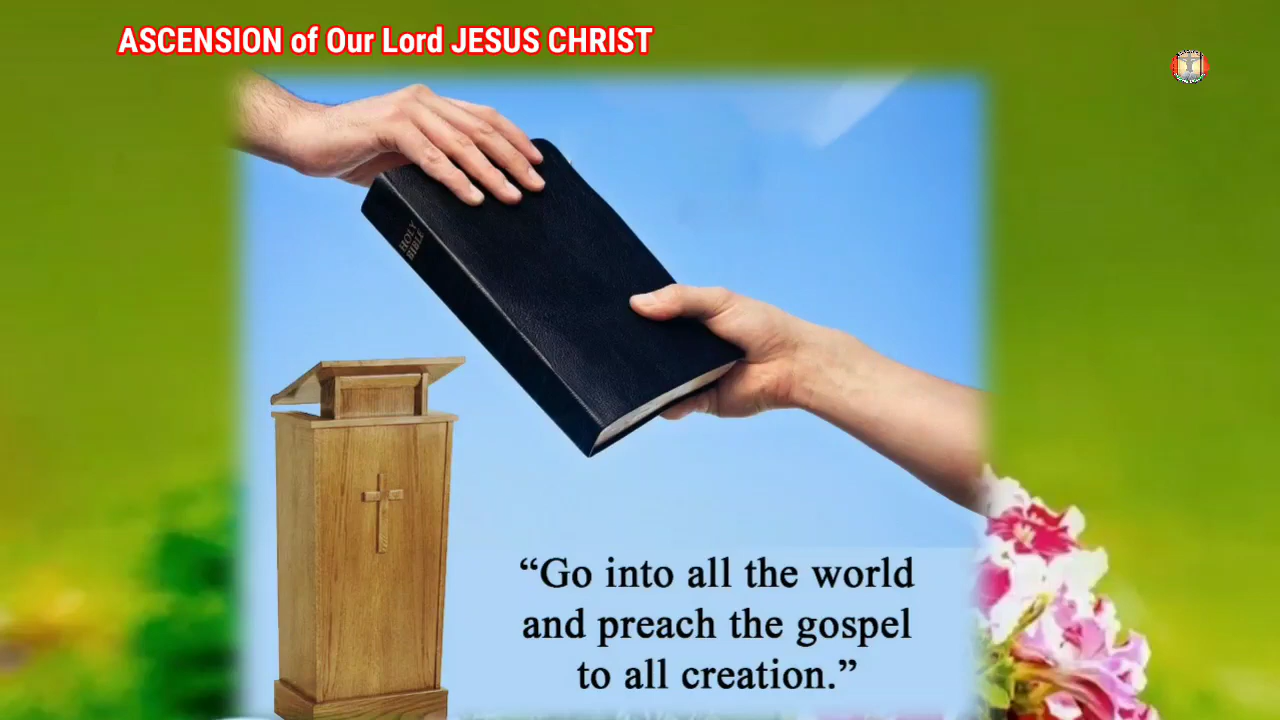 ASCENSION of Our Lord JESUS CHRIST
HOLY
BIBLE
“Go into all the world
and preach the gospel
to all creation.”